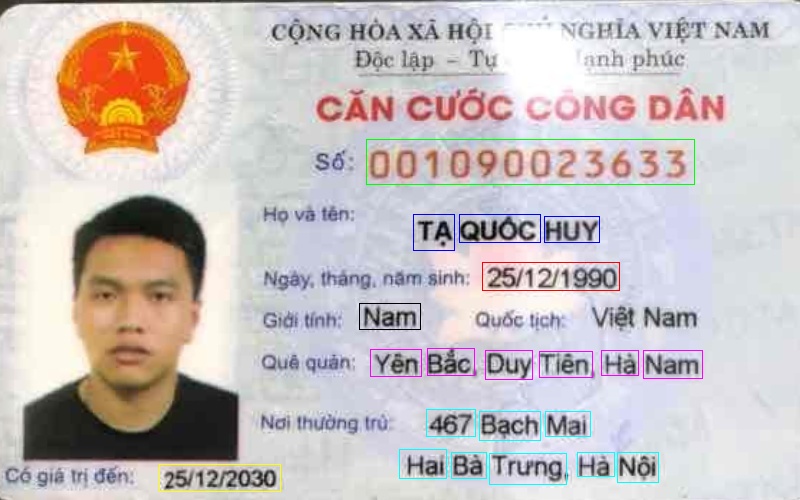 CỘNG HÒA XÃ HỘI NGHĨA VIỆT NAM
Độc lập - Tự phúc
CĂN CƯỚC CÔNG DÂN
Số: 001090023633
Họ và tên: TẠ QUỐC HUY
Ngày, tháng, năm sinh: 25/12/1990
Giới tính: Nam Quốc tịch: Việt Nam
Quê quán: Yên Bắc, Duy Tiên, Hà Nam
Nơi thường trú: 467 Bạch Mai
Hai Bà Trưng, Hà Nội
Có giá trị đến: 25/12/2030